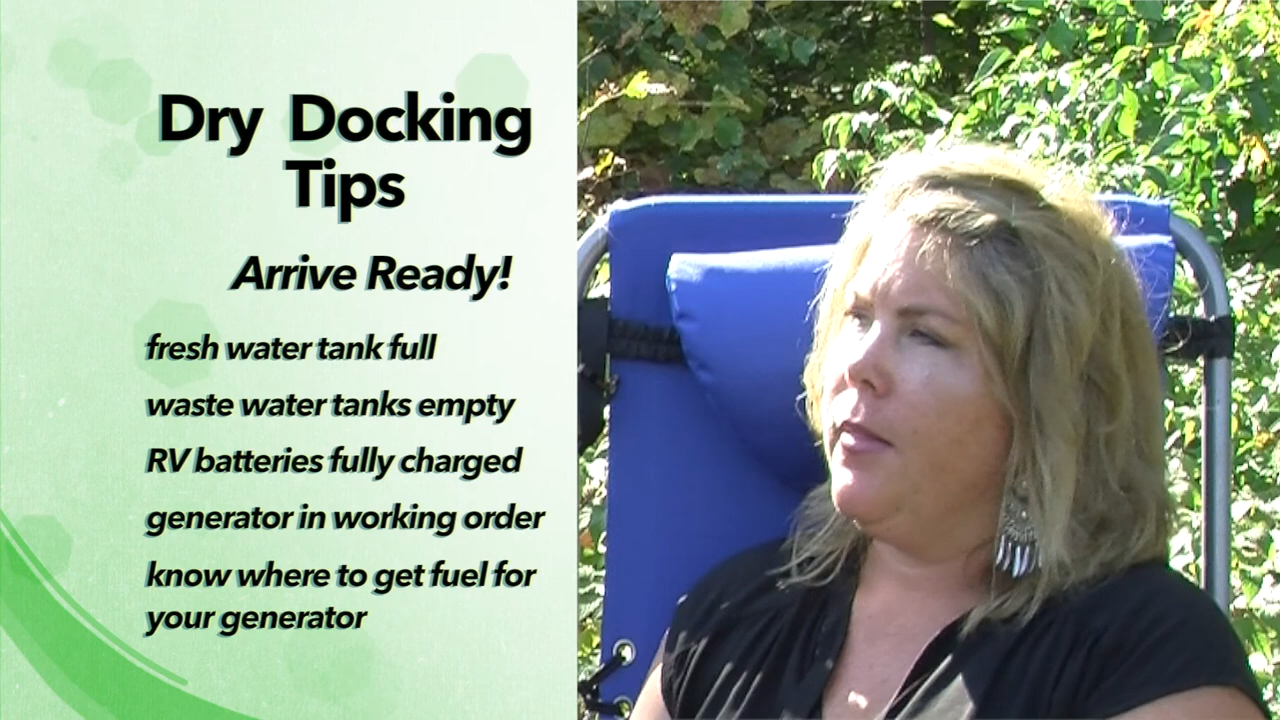 Dry Docking
Tips
Arrive Ready!
fresh water tank full
waste water tanks empty
RV batteries fully charged
generator in working order
know where to get fuel for
your generator